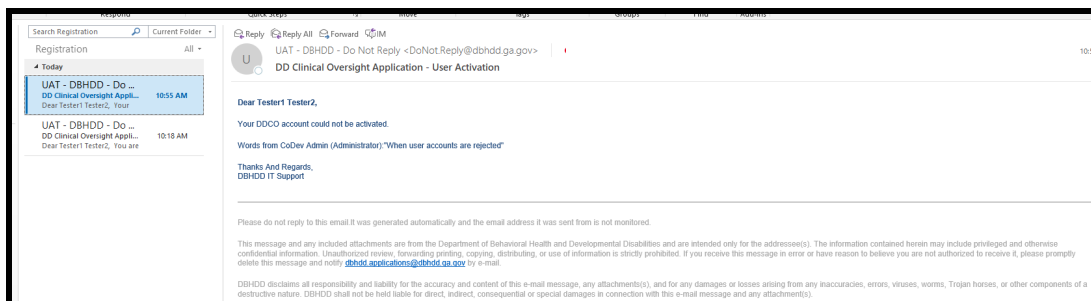 Respond Quick Steps Move Tags Groups Find Add-ins
Search Registration Current Folder
Registration All
Today
UAT - DBHDD - Do ...
DD Clinical Oversight Appli... 10:55 AM
Dear Tester1 Tester2, Your
UAT - DBHDD - Do ...
DD Clinical Oversight Appli... 10:18 AM
Dear Tester1 Tester2, You are
Reply Reply All Forward IM
U
UAT - DBHDD - Do Not Reply <DoNot.Reply@dbhdd.ga.gov>
DD Clinical Oversight Application - User Activation
Dear Tester1 Tester2,
Your DDCO account could not be activated.
Words from CoDev Admin (Administrator):"When user accounts are rejected"
Thanks And Regards,
DBHDD IT Support
Please do not reply to this email.It was generated automatically and the email address it was sent from is not monitored.
This message and any included attachments are from the Department of Behavioral Health and Developmental Disabilities and are intended only for the addressee(s). The information contained herein may include privileged and otherwise
confidential information. Unauthorized review, forwarding printing, copying, distributing, or use of information is strictly prohibited. If you receive this message in error or have reason to believe you are not authorized to receive it, please promptly
delete this message and notify dbhdd.applications@dbhdd.ga.gov by e-mail.
DBHDD disclaims all responsibility and liability for the accuracy and content of this e-mail message, any attachments(s), and for any damages or losses arising from any inaccuracies, errors, viruses, worms, Trojan horses, or other components of a
destructive nature. DBHDD shall not be held liable for direct, indirect, consequential or special damages in connection with this e-mail message and any attachment(s).